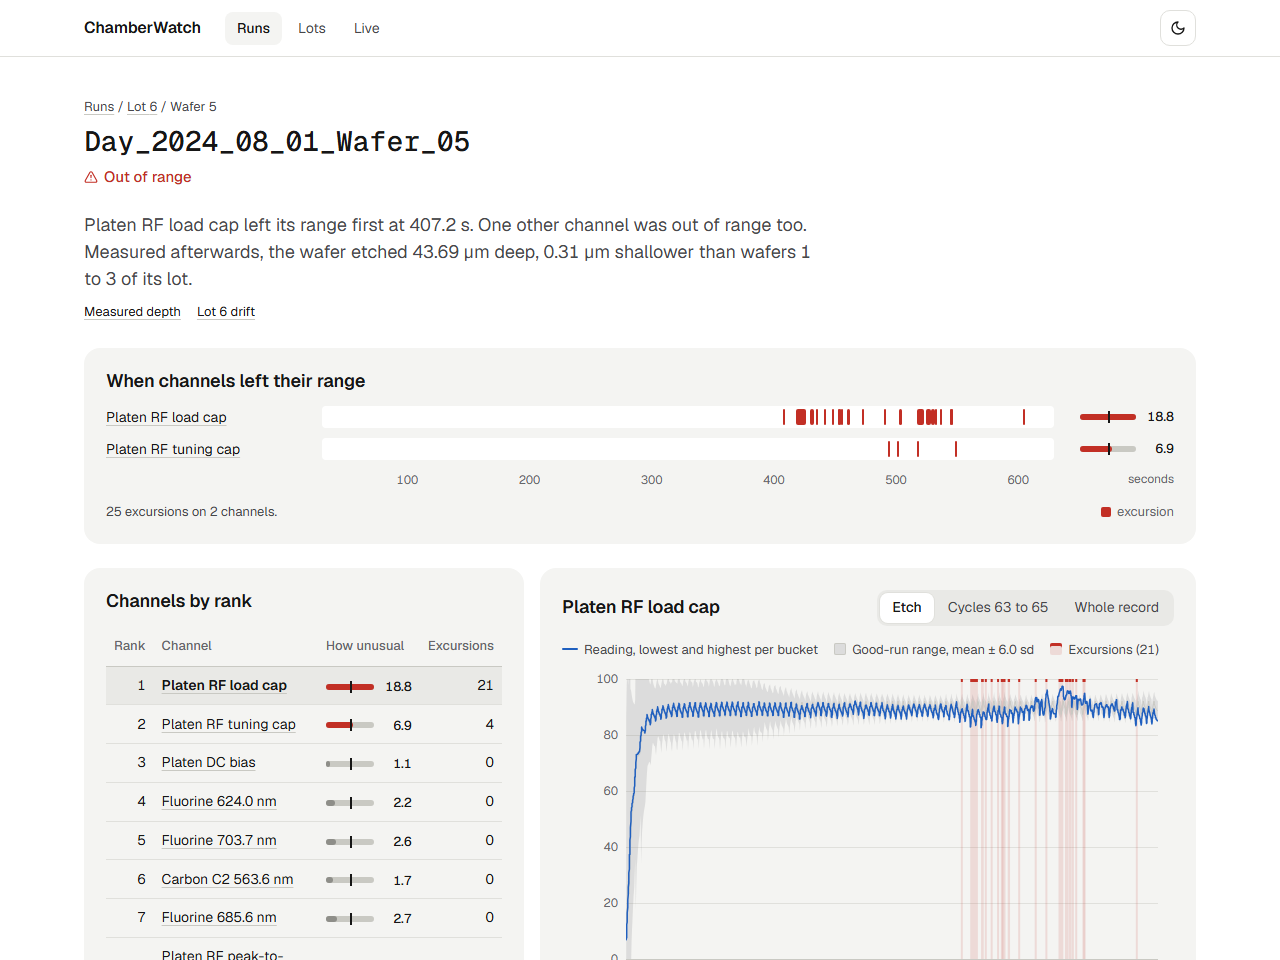 ChamberWatch Runs Lots Live
Runs / Lot 6 / Wafer 5
Day_2024_08_01_Wafer_05
Out of range
Platen RF load cap left its range first at 407.2 s. One other channel was out of range too.
Measured afterwards, the wafer etched 43.69 µm deep, 0.31 µm shallower than wafers 1
to 3 of its lot.
Measured depth Lot 6 drift
When channels left their range
Platen RF load cap 18.8
Platen RF tuning cap 6.9
100 200 300 400 500 600 seconds
25 excursions on 2 channels. excursion
Channels by rank
Rank Channel How unusual Excursions
1 Platen RF load cap 18.8 21
2 Platen RF tuning cap 6.9 4
3 Platen DC bias 1.1 0
4 Fluorine 624.0 nm 2.2 0
5 Fluorine 703.7 nm 2.6 0
6 Carbon C2 563.6 nm 1.7 0
7 Fluorine 685.6 nm 2.7 0
Platen RF peak-to-
Platen RF load cap Etch Cycles 63 to 65 Whole record
Reading, lowest and highest per bucket Good-run range, mean ± 6.0 sd Excursions (21)
100
80
60
40
20
0